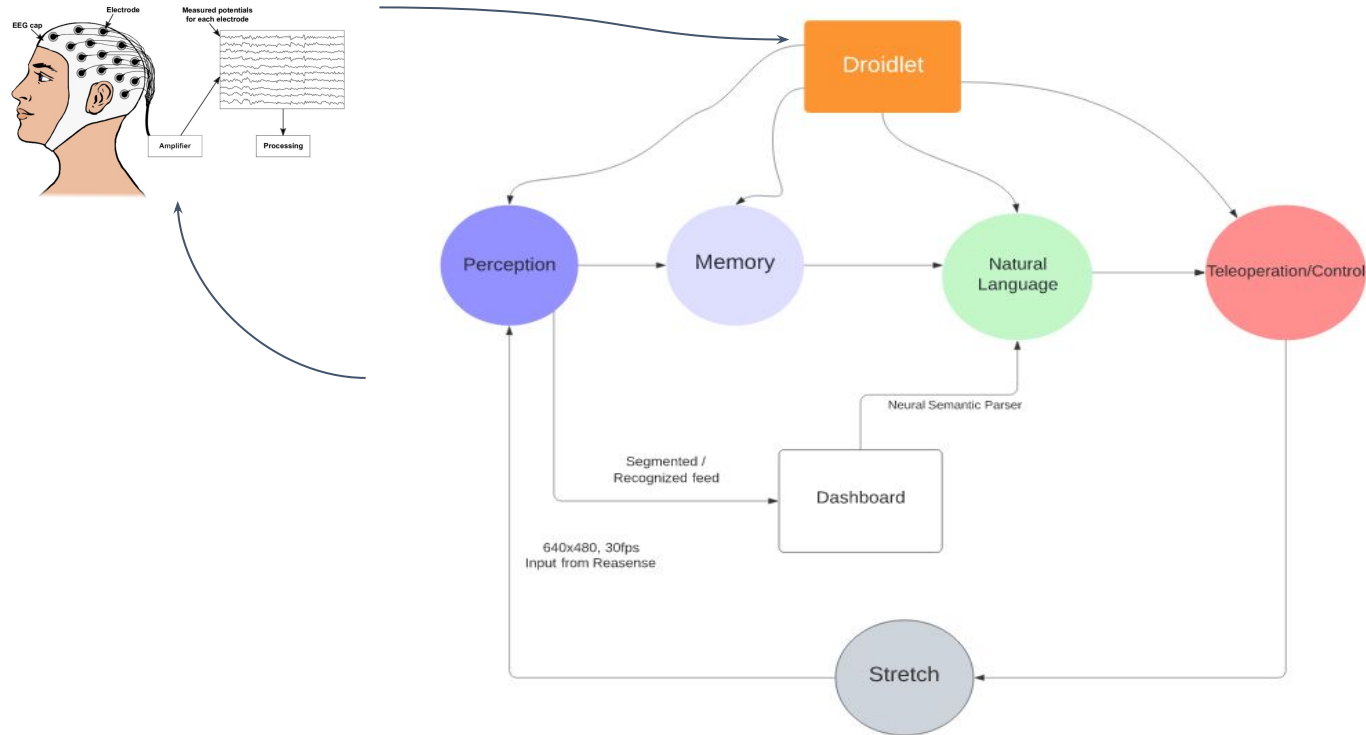 Electrode
Measured potentials
for each electrode
EEG cap
Amplifier
Processing
Droidlet
Perception
Memory
Natural
Language
Teleoperation/Control
Neural Semantic Parser
Segmented /
Recognized feed
Dashboard
640x480, 30fps
Input from Reasense
Stretch